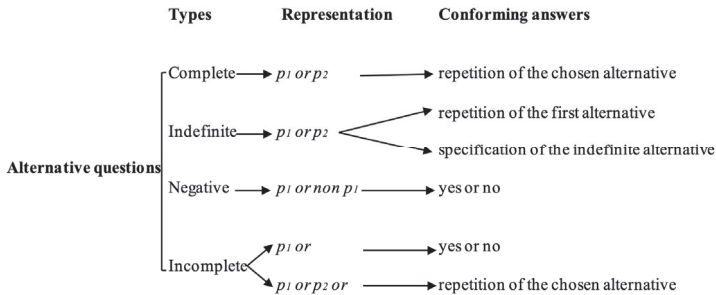 Types Representation Conforming answers
Complete p1 or p2 repetition of the chosen alternative
repetition of the first alternative
Indefinite p1 or p2
specification of the indefinite alternative
Alternative questions
Negative p1 or non p1 yes or no
p1 or yes or no
Incomplete
p1 or p2 or repetition of the chosen alternative